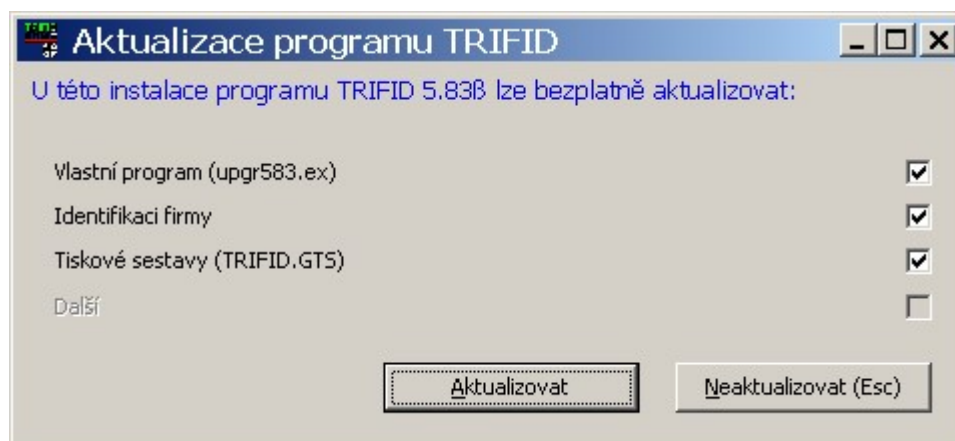 Aktualizace programu TRIFID
U této instalace programu TRIFID 5.83ß lze bezplatně aktualizovat:
Vlastní program (upgr583.ex)
Identifikaci firmy
Tiskové sestavy (TRIFID.GTS)
Další
Aktualizovat Neaktualizovat (Esc)